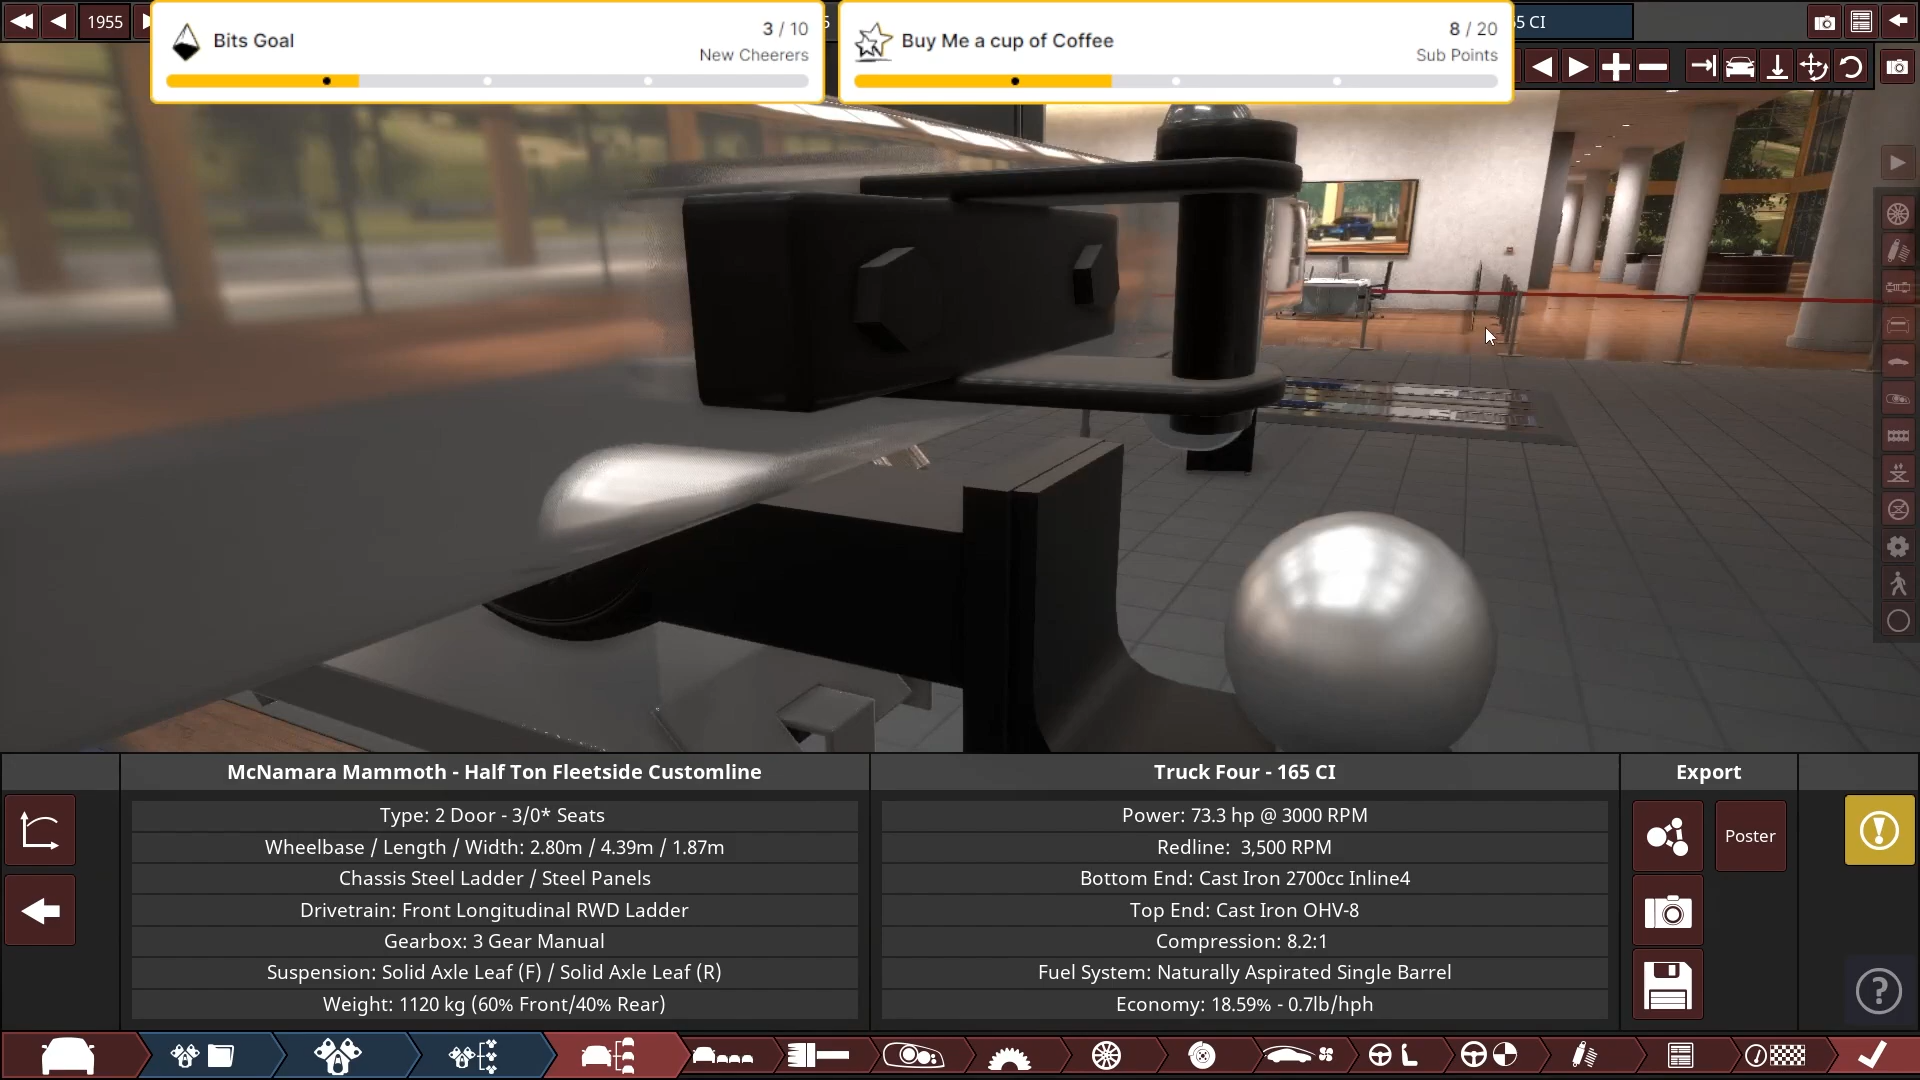 1955
Bits Goal
3 / 10
New Cheerers
5
Buy Me a cup of Coffee
8 / 20
Sub Points
5 CI
McNamara Mammoth - Half Ton Fleetside Customline
Type: 2 Door - 3/0* Seats
Wheelbase / Length / Width: 2.80m / 4.39m / 1.87m
Chassis Steel Ladder / Steel Panels
Drivetrain: Front Longitudinal RWD Ladder
Gearbox: 3 Gear Manual
Suspension: Solid Axle Leaf (F) / Solid Axle Leaf (R)
Weight: 1120 kg (60% Front/40% Rear)
Truck Four - 165 CI
Power: 73.3 hp @ 3000 RPM
Redline: 3,500 RPM
Bottom End: Cast Iron 2700cc Inline4
Top End: Cast Iron OHV-8
Compression: 8.2:1
Fuel System: Naturally Aspirated Single Barrel
Economy: 18.59% - 0.7lb/hph
Export
Poster